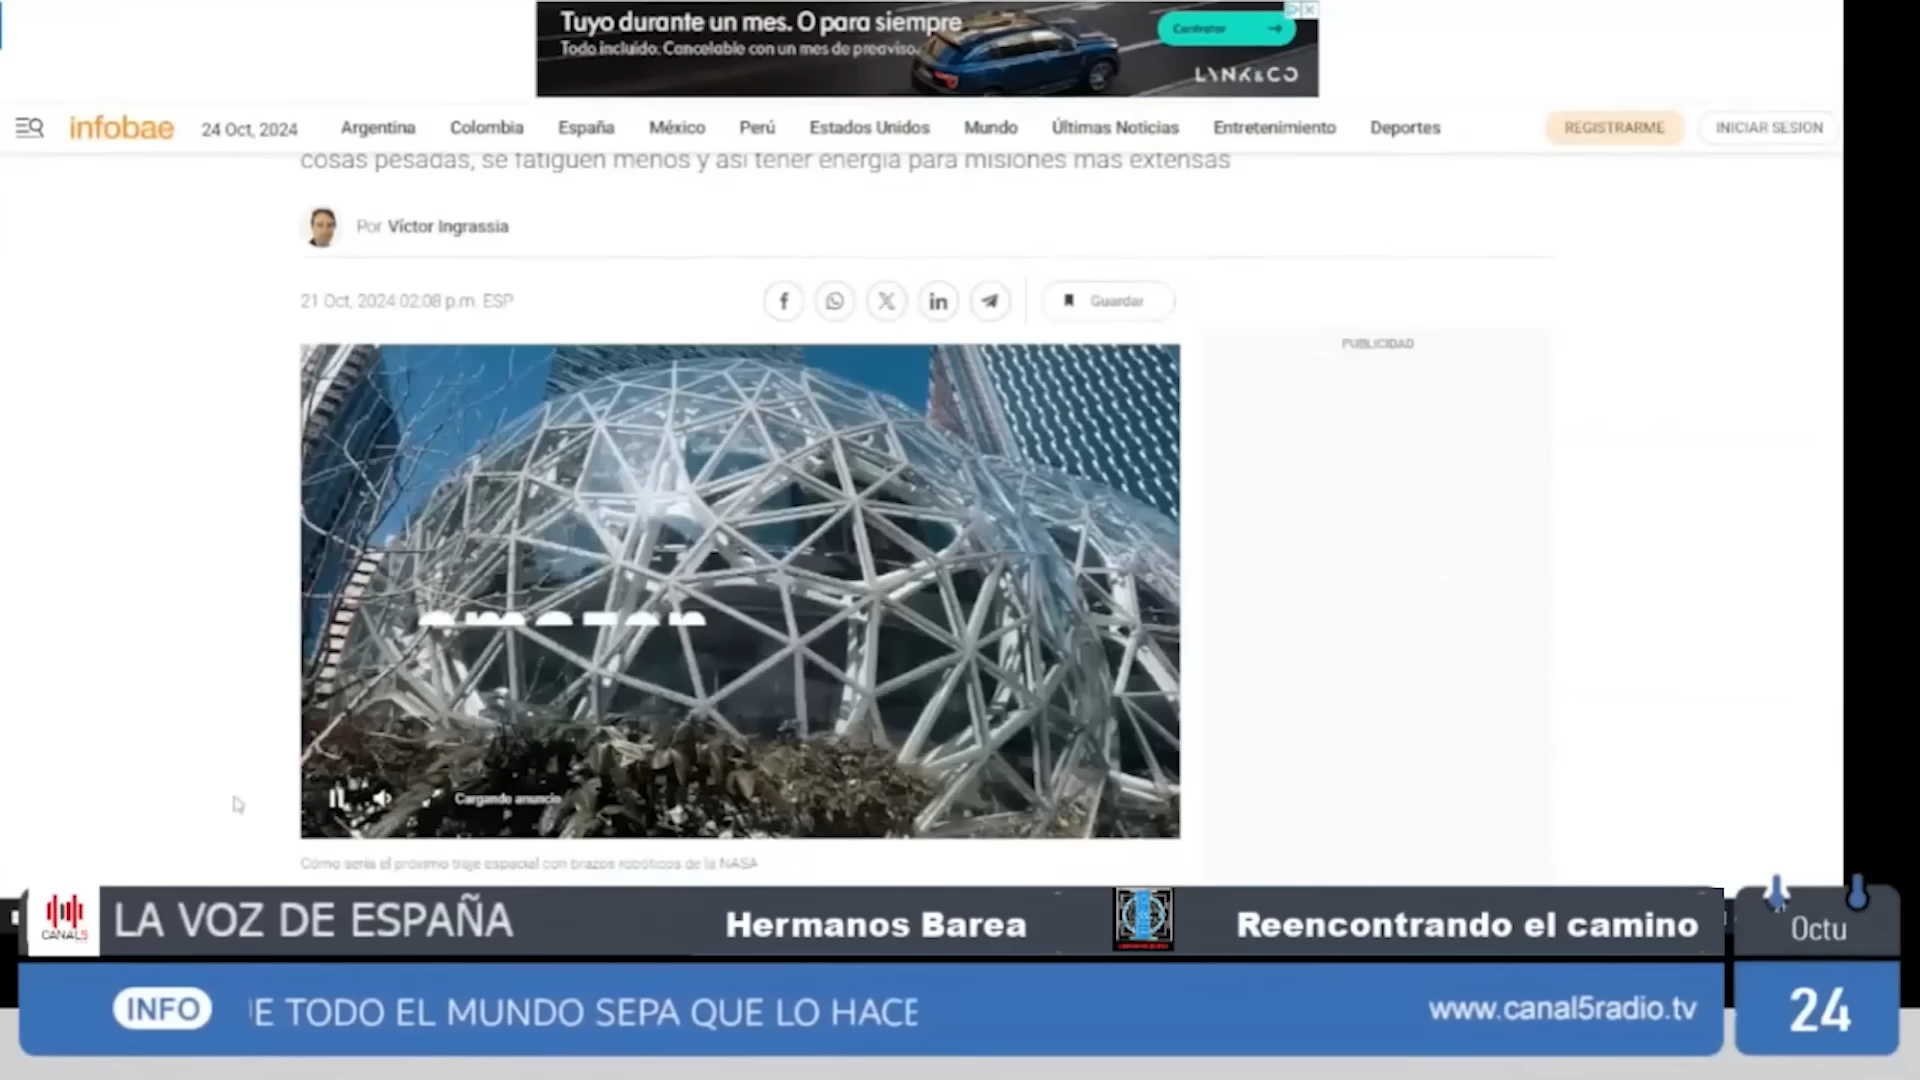 Tuyo durante un mes. O para siempre
Todo incluido. Cancelable con un mes de preaviso.
Contratar
LYNK&CO
infobae
24 Oct, 2024
Argentina
Colombia
España
México
Perú
Estados Unidos
Mundo
Últimas Noticias
Entretenimiento
Deportes
REGISTRARME
INICIAR SESION
cosas pesadas, se fatiguen menos y así tener energía para misiones más extensas
Por Víctor Ingrassia
21 Oct, 2024 02:08 p.m. ESP
Guardar
PUBLICIDAD
amazon
Cargando anuncio
Cómo sería el próximo traje espacial con brazos robóticos de la NASA
CANAL5
LA VOZ DE ESPAÑA
Hermanos Barea
Reencontrando el camino
Octu
INFO
E TODO EL MUNDO SEPA QUE LO HACE
www.canal5radio.tv
24